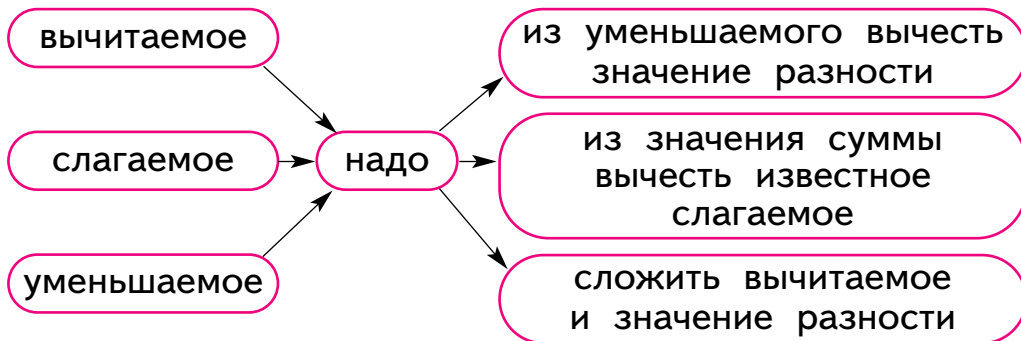 вычитаемое
слагаемое
уменьшаемое
надо
из уменьшаемого вычесть
значение разности
из значения суммы
вычесть известное
слагаемое
сложить вычитаемое
и значение разности